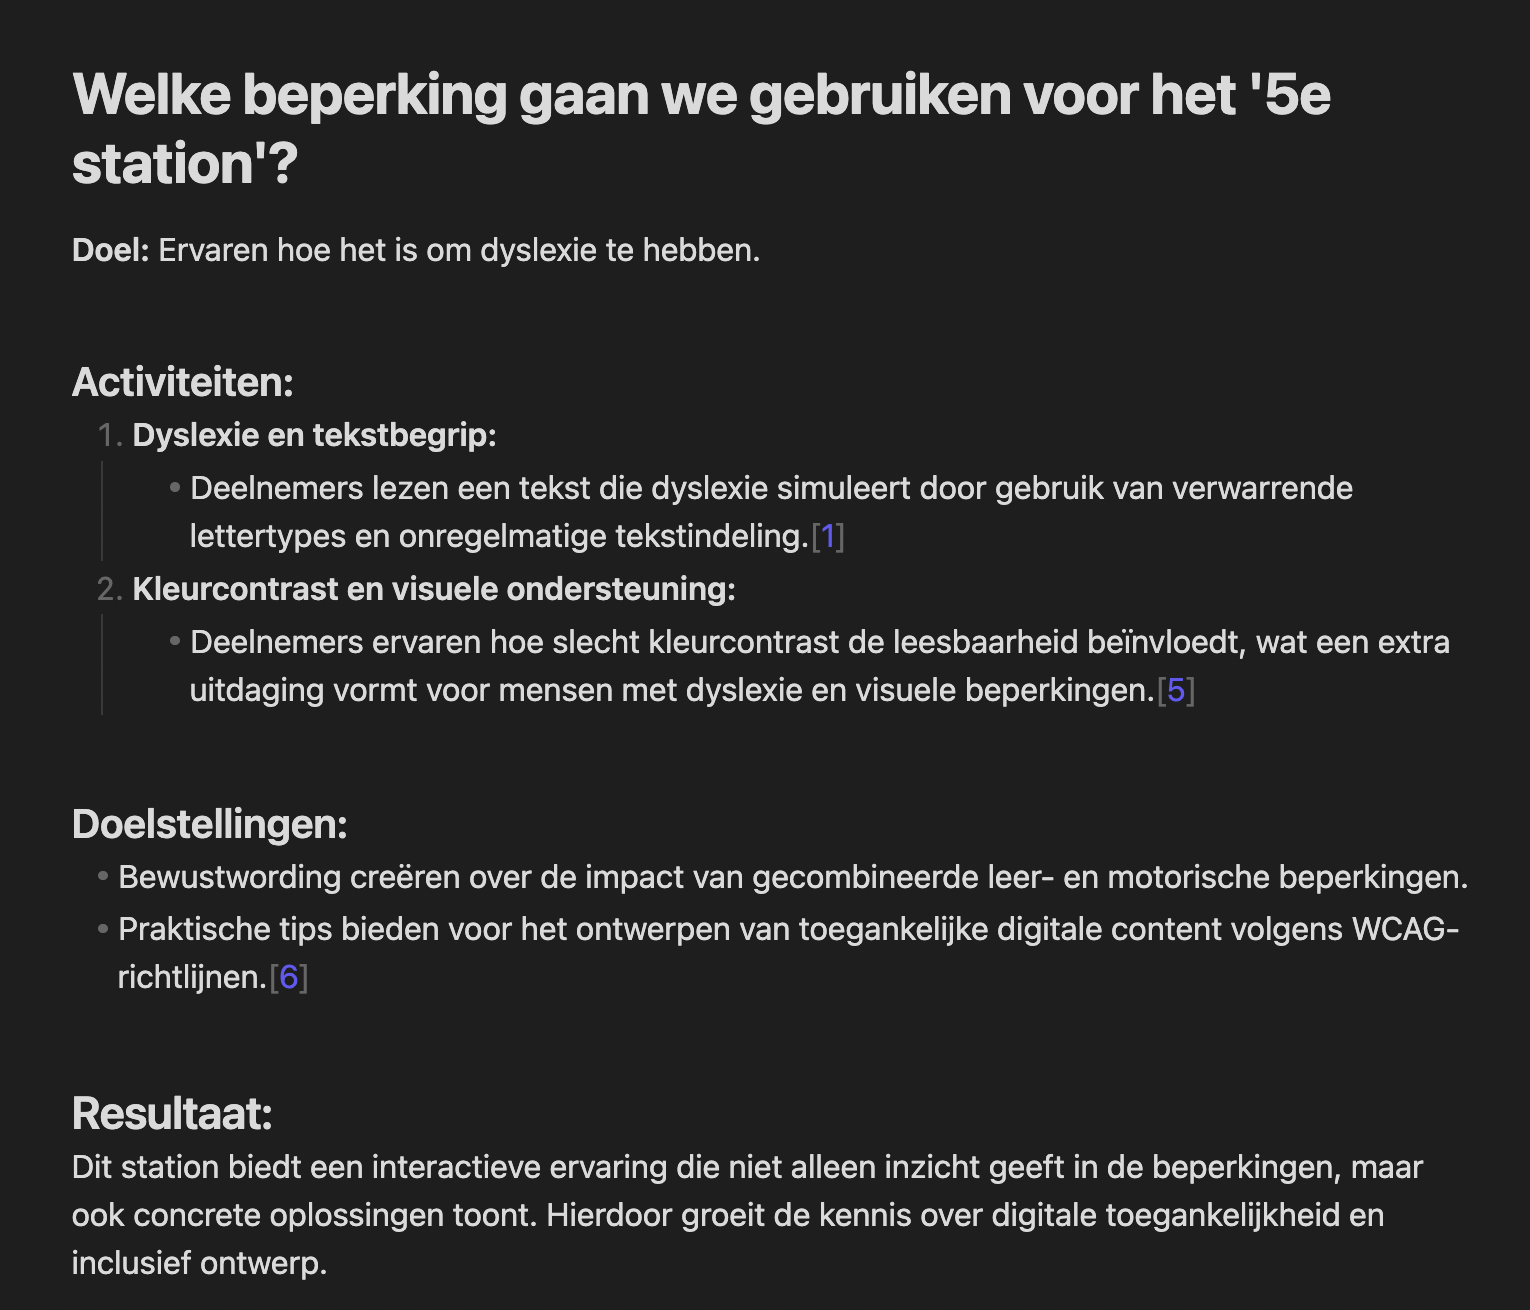 Welke beperking gaan we gebruiken voor het '5e
station'?
Doel: Ervaren hoe het is om dyslexie te hebben.
Activiteiten:
1. Dyslexie en tekstbegrip:
• Deelnemers lezen een tekst die dyslexie simuleert door gebruik van verwarrende
lettertypes en onregelmatige tekstindeling.[1]
2. Kleurcontrast en visuele ondersteuning:
• Deelnemers ervaren hoe slecht kleurcontrast de leesbaarheid beïnvloedt, wat een extra
uitdaging vormt voor mensen met dyslexie en visuele beperkingen.[5]
Doelstellingen:
• Bewustwording creëren over de impact van gecombineerde leer- en motorische beperkingen.
• Praktische tips bieden voor het ontwerpen van toegankelijke digitale content volgens WCAG-
richtlijnen.[6]
Resultaat:
Dit station biedt een interactieve ervaring die niet alleen inzicht geeft in de beperkingen, maar
ook concrete oplossingen toont. Hierdoor groeit de kennis over digitale toegankelijkheid en
inclusief ontwerp.